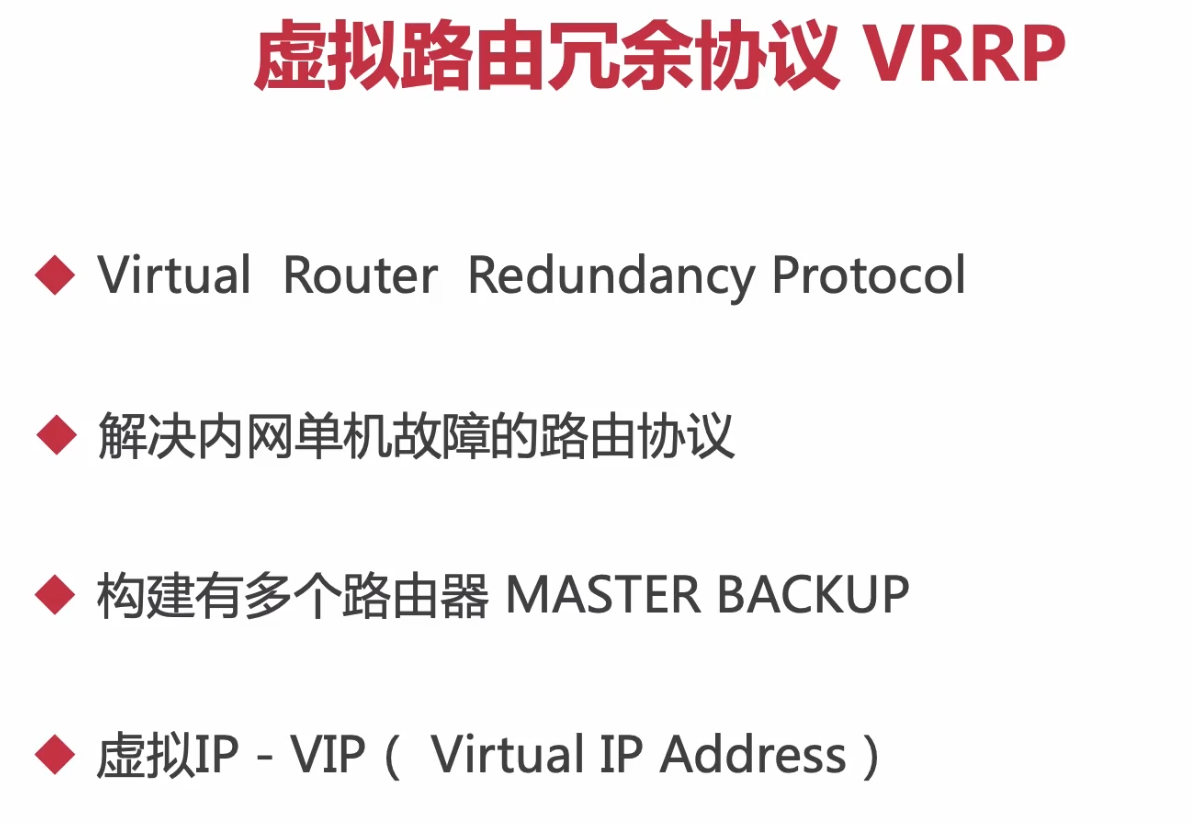 虚拟路由冗余协议 VRRP
Virtual Router Redundancy Protocol
解决内网单机故障的路由协议
构建有多个路由器 MASTER BACKUP
虚拟IP - VIP（ Virtual IP Address）